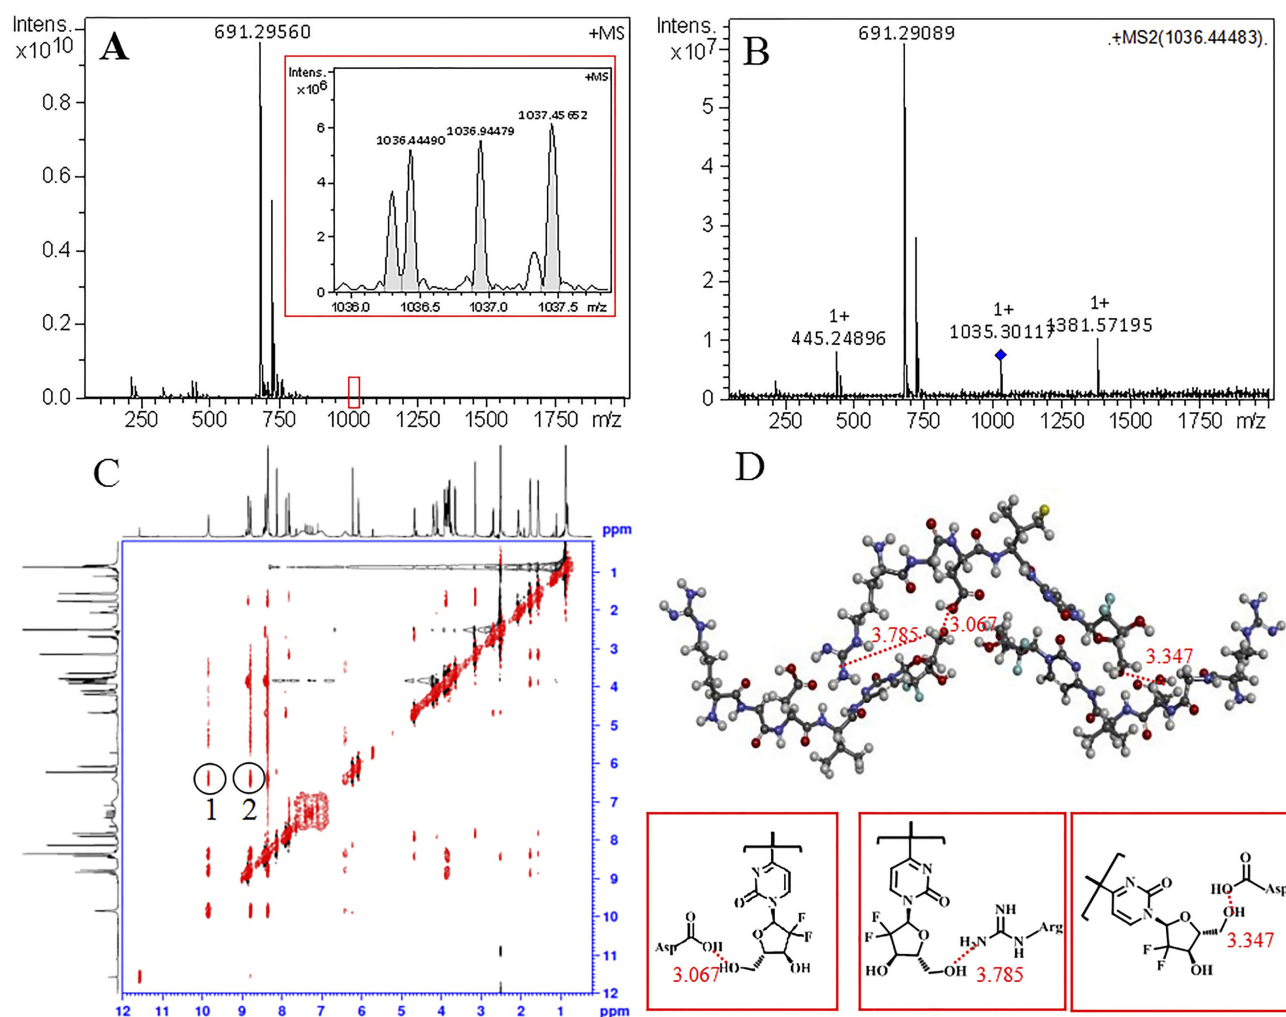 Intens.
x10¹⁰
A
691.29560
+MS
0.8
0.6
0.4
0.2
0.0
250
500
750
1000
1250
1500
1750
m/z
Intens.
x10⁶
+MS
6
4
2
0
1036.44490
1036.94479
1037.45652
1036.0
1036.5
1037.0
1037.5
m/z
Intens.
x10⁷
B
691.29089
.+MS2(1036.44483).
5
4
3
2
1
0
1+
445.24896
1+
1035.30117
1+
1381.57195
250
500
750
1000
1250
1500
1750
m/z
C
ppm
1
2
3
4
5
6
7
8
9
10
11
12
1
2
12
11
10
9
8
7
6
5
4
3
2
1
ppm
D
3.785
3.067
3.347
N
N
O
N
O
F
F
O
Asp
OH
HO
OH
3.067
N
N
O
F
F
O
HO
OH
NH
H₂N
N
H
Arg
3.785
N
O
N
O
F
F
OH
O
HO
Asp
OH
3.347